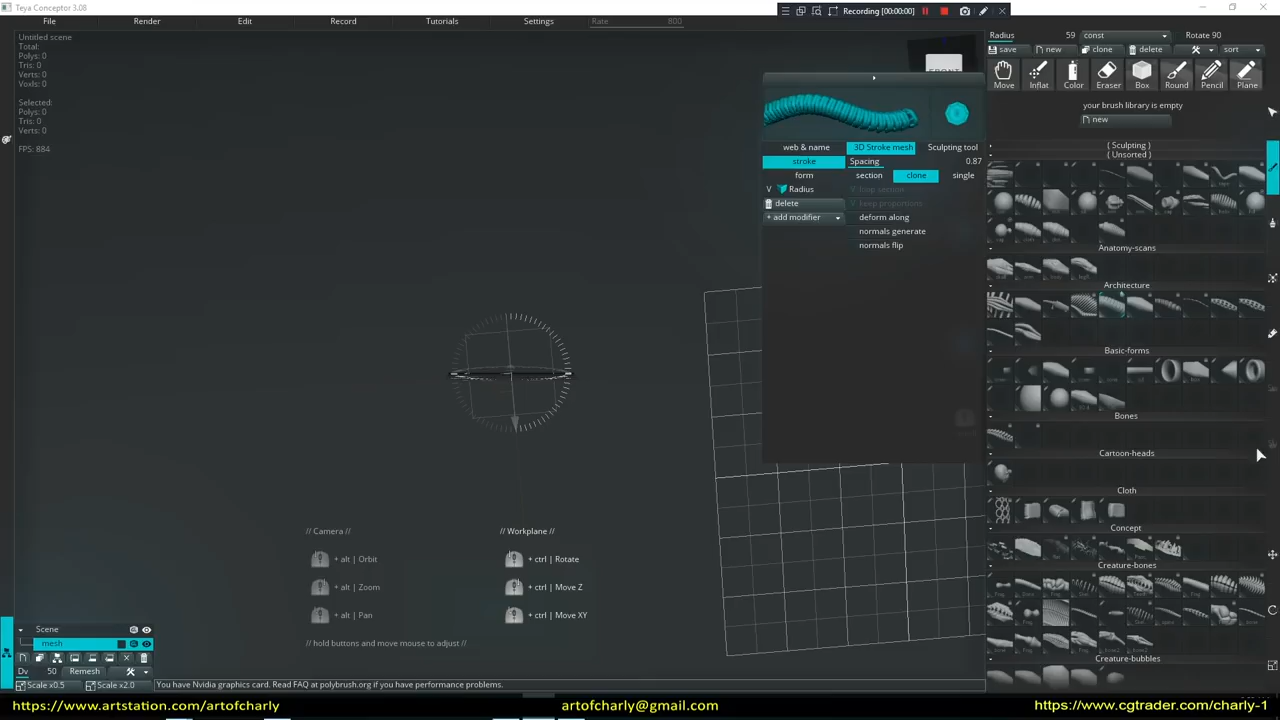 Teya Conceptor 3.08
Recording [00:00:00]
File
Render
Edit
Record
Tutorials
Settings
Rate 800
Untitled scene
Total:
Polys: 0
Tris: 0
Verts: 0
Voxls: 0
Selected:
Polys: 0
Tris: 0
Verts: 0
FPS: 884
web & name
3D Stroke mesh
Sculpting tool
stroke
Spacing
0.87
form
section
clone
single
V Radius
V loop section
delete
V keep proportions
+ add modifier
deform along
normals generate
normals flip
Radius 59
const
Rotate 90
save
new
clone
delete
sort
Move
Inflat
Color
Eraser
Box
Round
Pencil
Plane
your brush library is empty
new
( Sculpting )
( Unsorted )
Anatomy-scans
Architecture
Basic-forms
Bones
Cartoon-heads
Cloth
Concept
Creature-bones
Creature-bubbles
// Camera //
+ alt | Orbit
+ alt | Zoom
+ alt | Pan
// Workplane //
+ ctrl | Rotate
+ ctrl | Move Z
+ ctrl | Move XY
// hold buttons and move mouse to adjust //
Scene
mesh
Dv 50
Remesh
Scale x0.5
Scale x2.0
You have Nvidia graphics card. Read FAQ at polybrush.org if you have performance problems.
https://www.artstation.com/artofcharly
artofcharly@gmail.com
https://www.cgtrader.com/charly-1